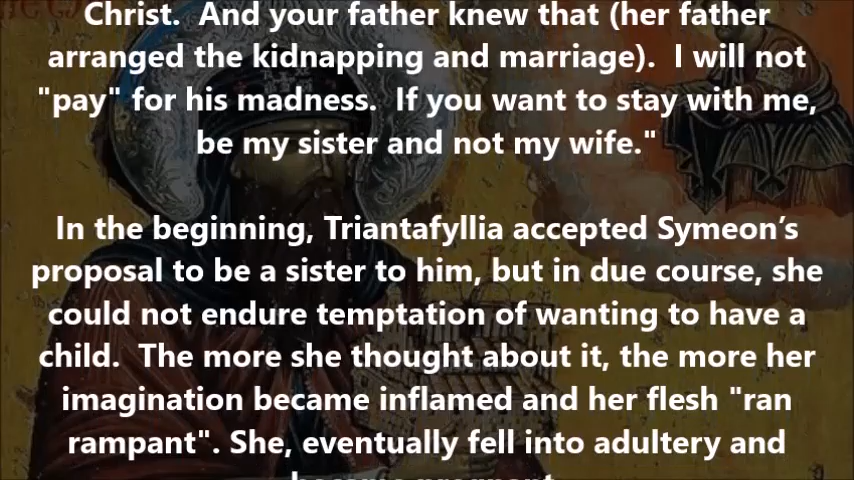 Christ. And your father knew that (her father
arranged the kidnapping and marriage). I will not
"pay" for his madness. If you want to stay with me,
be my sister and not my wife."
In the beginning, Triantafyllia accepted Symeon’s
proposal to be a sister to him, but in due course, she
could not endure temptation of wanting to have a
child. The more she thought about it, the more her
imagination became inflamed and her flesh "ran
rampant". She, eventually fell into adultery and